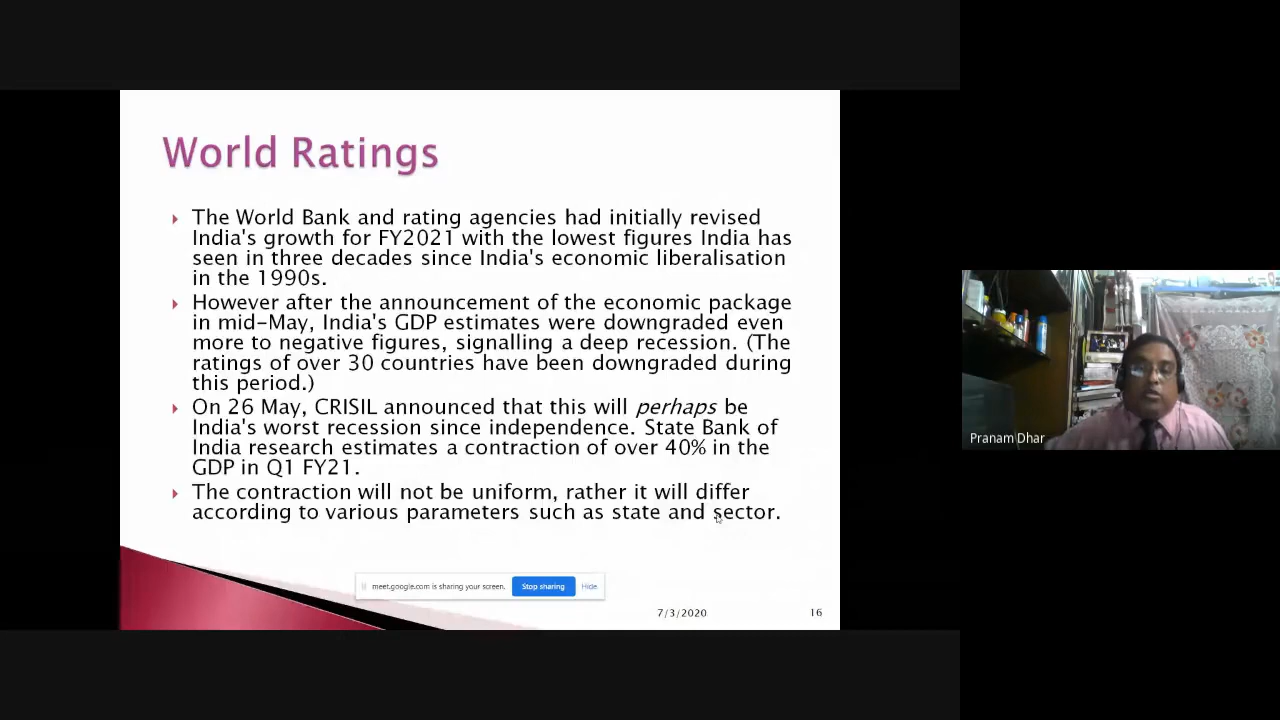 World Ratings
The World Bank and rating agencies had initially revised
India's growth for FY2021 with the lowest figures India has
seen in three decades since India's economic liberalisation
in the 1990s.
However after the announcement of the economic package
in mid-May, India's GDP estimates were downgraded even
more to negative figures, signalling a deep recession. (The
ratings of over 30 countries have been downgraded during
this period.)
On 26 May, CRISIL announced that this will perhaps be
India's worst recession since independence. State Bank of
India research estimates a contraction of over 40% in the
GDP in Q1 FY21.
The contraction will not be uniform, rather it will differ
according to various parameters such as state and sector.
meet.google.com is sharing your screen. Stop sharing Hide
7/3/2020 16
Pranam Dhar